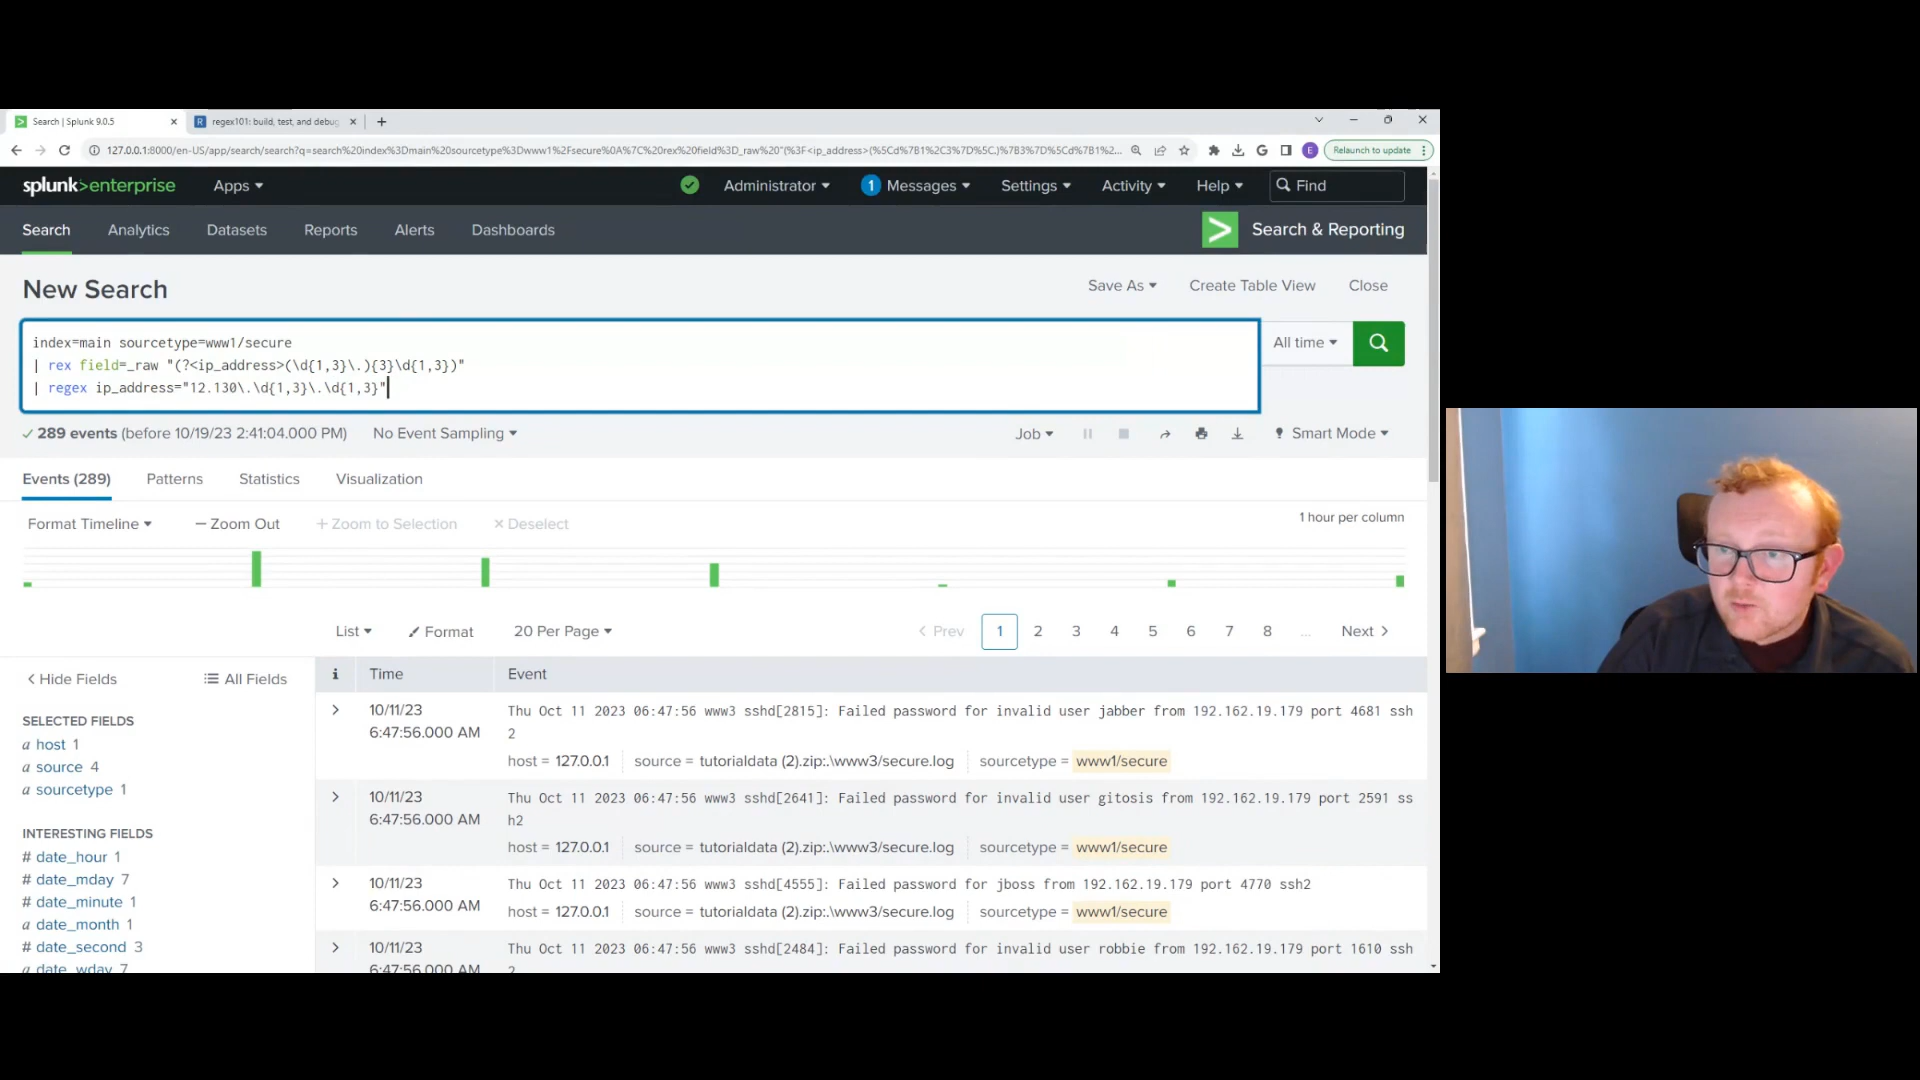 Search | Splunk 9.0.5
regex101: build, test, and debug
127.0.0.1:8000/en-US/app/search/search?q=search%20index%3Dmain%20sourcetype%3Dwww1%2Fsecure%0A%7C%20rex%20field%3D_raw%20"(%3F<ip_address>(%5Cd%7B1%2C3%7D%5C.)%7B3%7D%5Cd%7B1%2...
E
Relaunch to update
splunk>enterprise Apps
Administrator 1 Messages Settings Activity Help Find
Search Analytics Datasets Reports Alerts Dashboards
> Search & Reporting
New Search
Save As Create Table View Close
index=main sourcetype=www1/secure
| rex field=_raw "(?<ip_address>(\d{1,3}\.){3}\d{1,3})"
| regex ip_address="12.130\.\d{1,3}\.\d{1,3}"
All time
✓ 289 events (before 10/19/23 2:41:04.000 PM) No Event Sampling
Job Smart Mode
Events (289) Patterns Statistics Visualization
Format Timeline — Zoom Out + Zoom to Selection × Deselect
1 hour per column
List Format 20 Per Page
< Prev 1 2 3 4 5 6 7 8 ... Next >
< Hide Fields All Fields
SELECTED FIELDS
a host 1
a source 4
a sourcetype 1
INTERESTING FIELDS
# date_hour 1
# date_mday 7
# date_minute 1
a date_month 1
# date_second 3
a date_wday 7
i Time Event
> 10/11/23
6:47:56.000 AM
Thu Oct 11 2023 06:47:56 www3 sshd[2815]: Failed password for invalid user jabber from 192.162.19.179 port 4681 ssh
2
host = 127.0.0.1 source = tutorialdata (2).zip:.\www3/secure.log sourcetype = www1/secure
> 10/11/23
6:47:56.000 AM
Thu Oct 11 2023 06:47:56 www3 sshd[2641]: Failed password for invalid user gitosis from 192.162.19.179 port 2591 ss
h2
host = 127.0.0.1 source = tutorialdata (2).zip:.\www3/secure.log sourcetype = www1/secure
> 10/11/23
6:47:56.000 AM
Thu Oct 11 2023 06:47:56 www3 sshd[4555]: Failed password for jboss from 192.162.19.179 port 4770 ssh2
host = 127.0.0.1 source = tutorialdata (2).zip:.\www3/secure.log sourcetype = www1/secure
> 10/11/23
6:47:56.000 AM
Thu Oct 11 2023 06:47:56 www3 sshd[2484]: Failed password for invalid user robbie from 192.162.19.179 port 1610 ssh
2